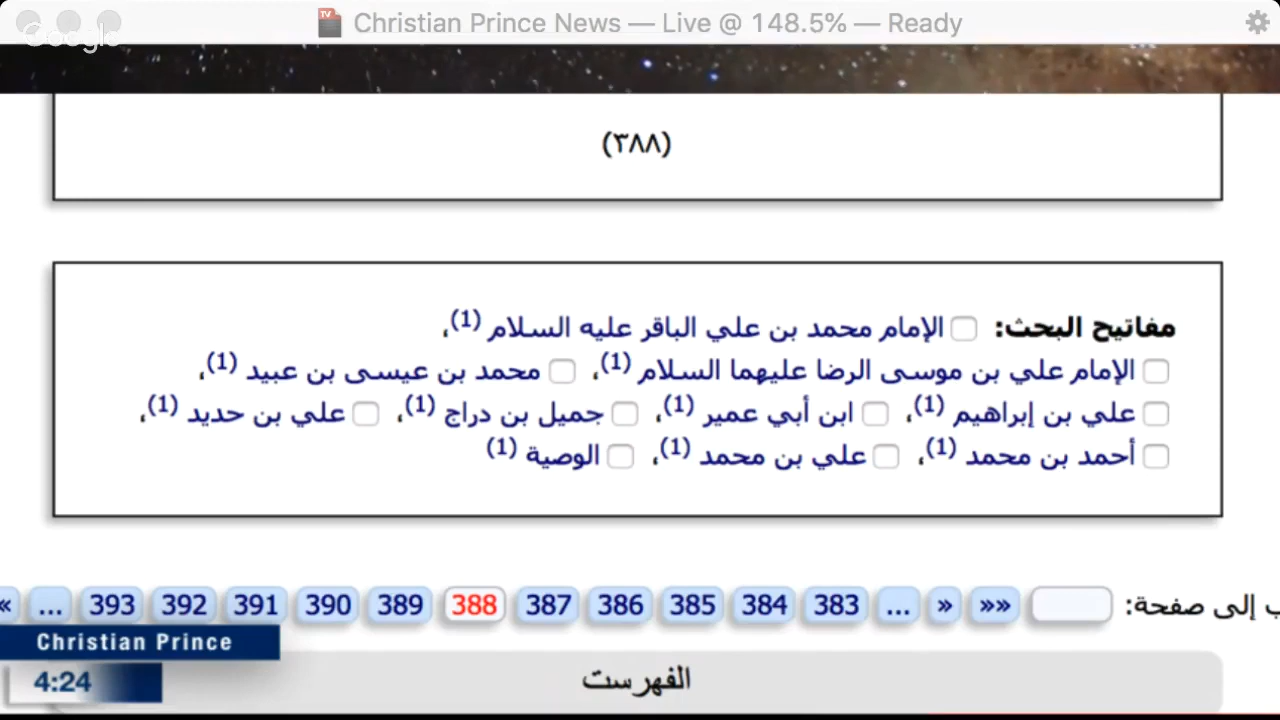 Christian Prince News — Live @ 148.5% — Ready
Google
(٣٨٨)
مفاتيح البحث: الإمام محمد بن علي الباقر عليه السلام (1)،
الإمام علي بن موسى الرضا عليهما السلام (1)، محمد بن عيسى بن عبيد (1)،
علي بن إبراهيم (1)، ابن أبي عمير (1)، جميل بن دراج (1)، علي بن حديد (1)،
أحمد بن محمد (1)، علي بن محمد (1)، الوصية (1)
إلى صفحة: »» » ... 383 384 385 386 387 388 389 390 391 392 393 ... «
Christian Prince
4:24
الفهرست